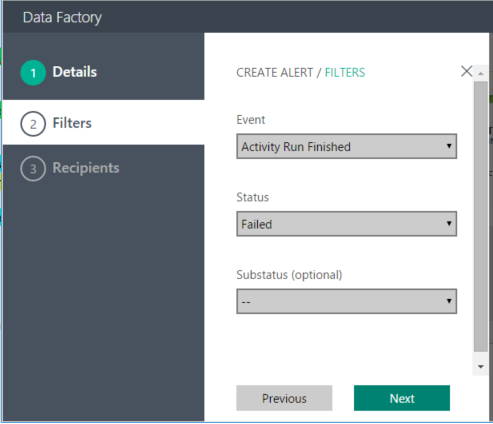 Data Factory
1 Details
2 Filters
3 Recipients
CREATE ALERT / FILTERS
Event
Activity Run Finished
Status
Failed
Substatus (optional)
--
Previous
Next